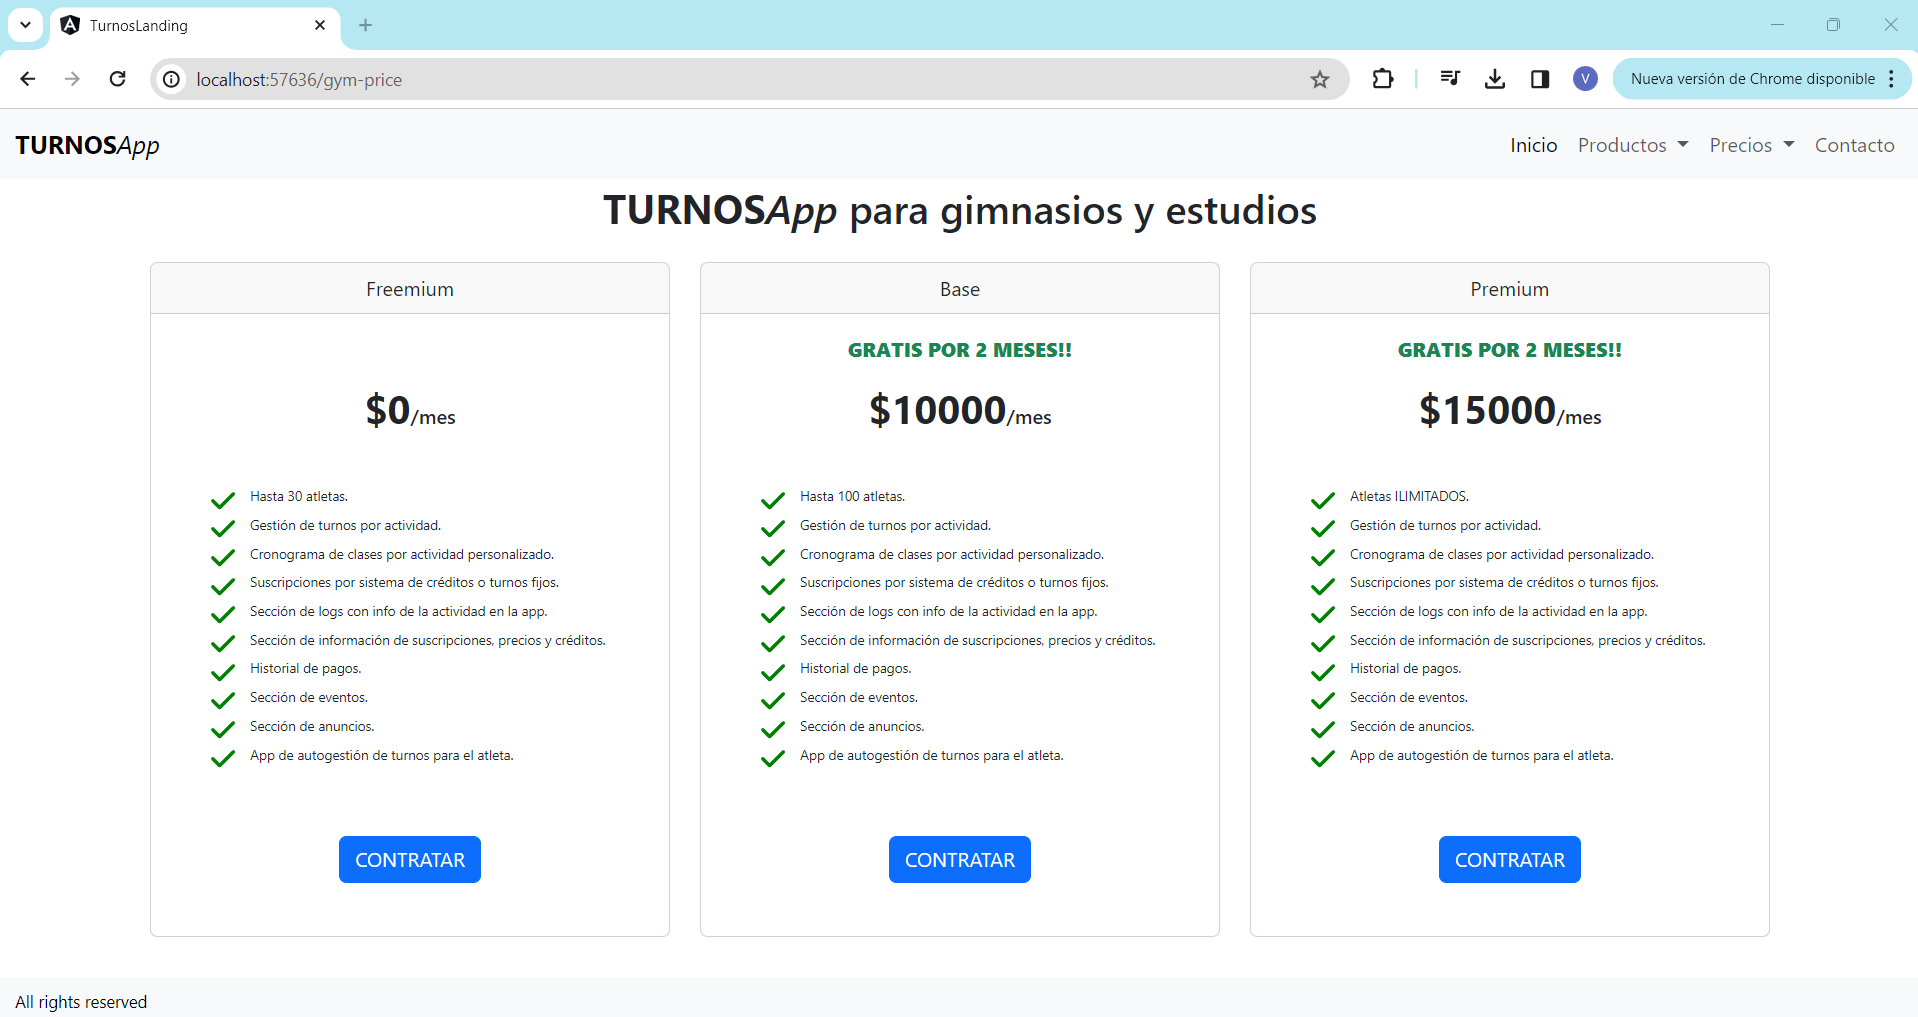 TurnosLanding
localhost:57636/gym-price
V
Nueva versión de Chrome disponible
TURNOSApp
Inicio
Productos
Precios
Contacto
TURNOSApp para gimnasios y estudios
Freemium
$0/mes
Hasta 30 atletas.
Gestión de turnos por actividad.
Cronograma de clases por actividad personalizado.
Suscripciones por sistema de créditos o turnos fijos.
Sección de logs con info de la actividad en la app.
Sección de información de suscripciones, precios y créditos.
Historial de pagos.
Sección de eventos.
Sección de anuncios.
App de autogestión de turnos para el atleta.
CONTRATAR
Base
GRATIS POR 2 MESES!!
$10000/mes
Hasta 100 atletas.
Gestión de turnos por actividad.
Cronograma de clases por actividad personalizado.
Suscripciones por sistema de créditos o turnos fijos.
Sección de logs con info de la actividad en la app.
Sección de información de suscripciones, precios y créditos.
Historial de pagos.
Sección de eventos.
Sección de anuncios.
App de autogestión de turnos para el atleta.
CONTRATAR
Premium
GRATIS POR 2 MESES!!
$15000/mes
Atletas ILIMITADOS.
Gestión de turnos por actividad.
Cronograma de clases por actividad personalizado.
Suscripciones por sistema de créditos o turnos fijos.
Sección de logs con info de la actividad en la app.
Sección de información de suscripciones, precios y créditos.
Historial de pagos.
Sección de eventos.
Sección de anuncios.
App de autogestión de turnos para el atleta.
CONTRATAR
All rights reserved